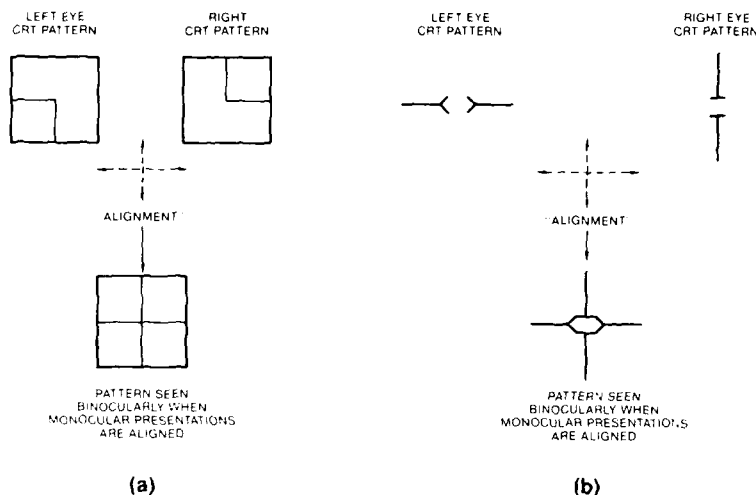 LEFT EYE
CRT PATTERN
RIGHT
CRT PATTERN
ALIGNMENT
PATTERN SEEN
BINOCULARLY WHEN
MONOCULAR PRESENTATIONS
ARE ALIGNED
(a)
LEFT EYE
CRT PATTERN
RIGHT EYE
CRT PATTERN
ALIGNMENT
PATTERN SEEN
BINOCULARLY WHEN
MONOCULAR PRESENTATIONS
ARE ALIGNED
(b)